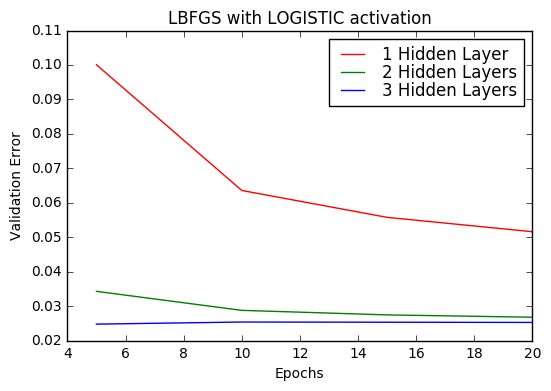 LBFGS with LOGISTIC activation
0.11
0.10
0.09
0.08
0.07
0.06
0.05
0.04
0.03
0.02
Validation Error
1 Hidden Layer
2 Hidden Layers
3 Hidden Layers
4 6 8 10 12 14 16 18 20
Epochs